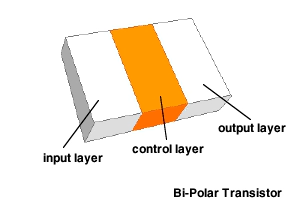 input layer
control layer
output layer
Bi-Polar Transistor